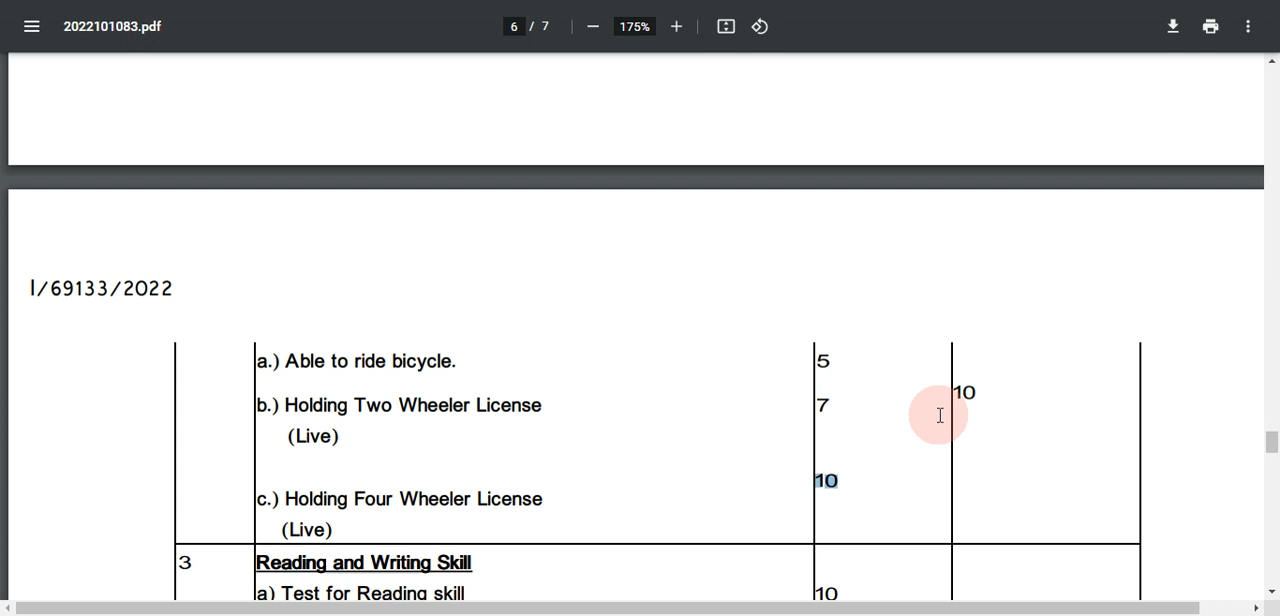 2022101083.pdf 6 / 7 175%
I/69133/2022
a.) Able to ride bicycle. 5
10
b.) Holding Two Wheeler License 7
(Live)
10
c.) Holding Four Wheeler License
(Live)
3 Reading and Writing Skill
a) Test for Reading skill 10